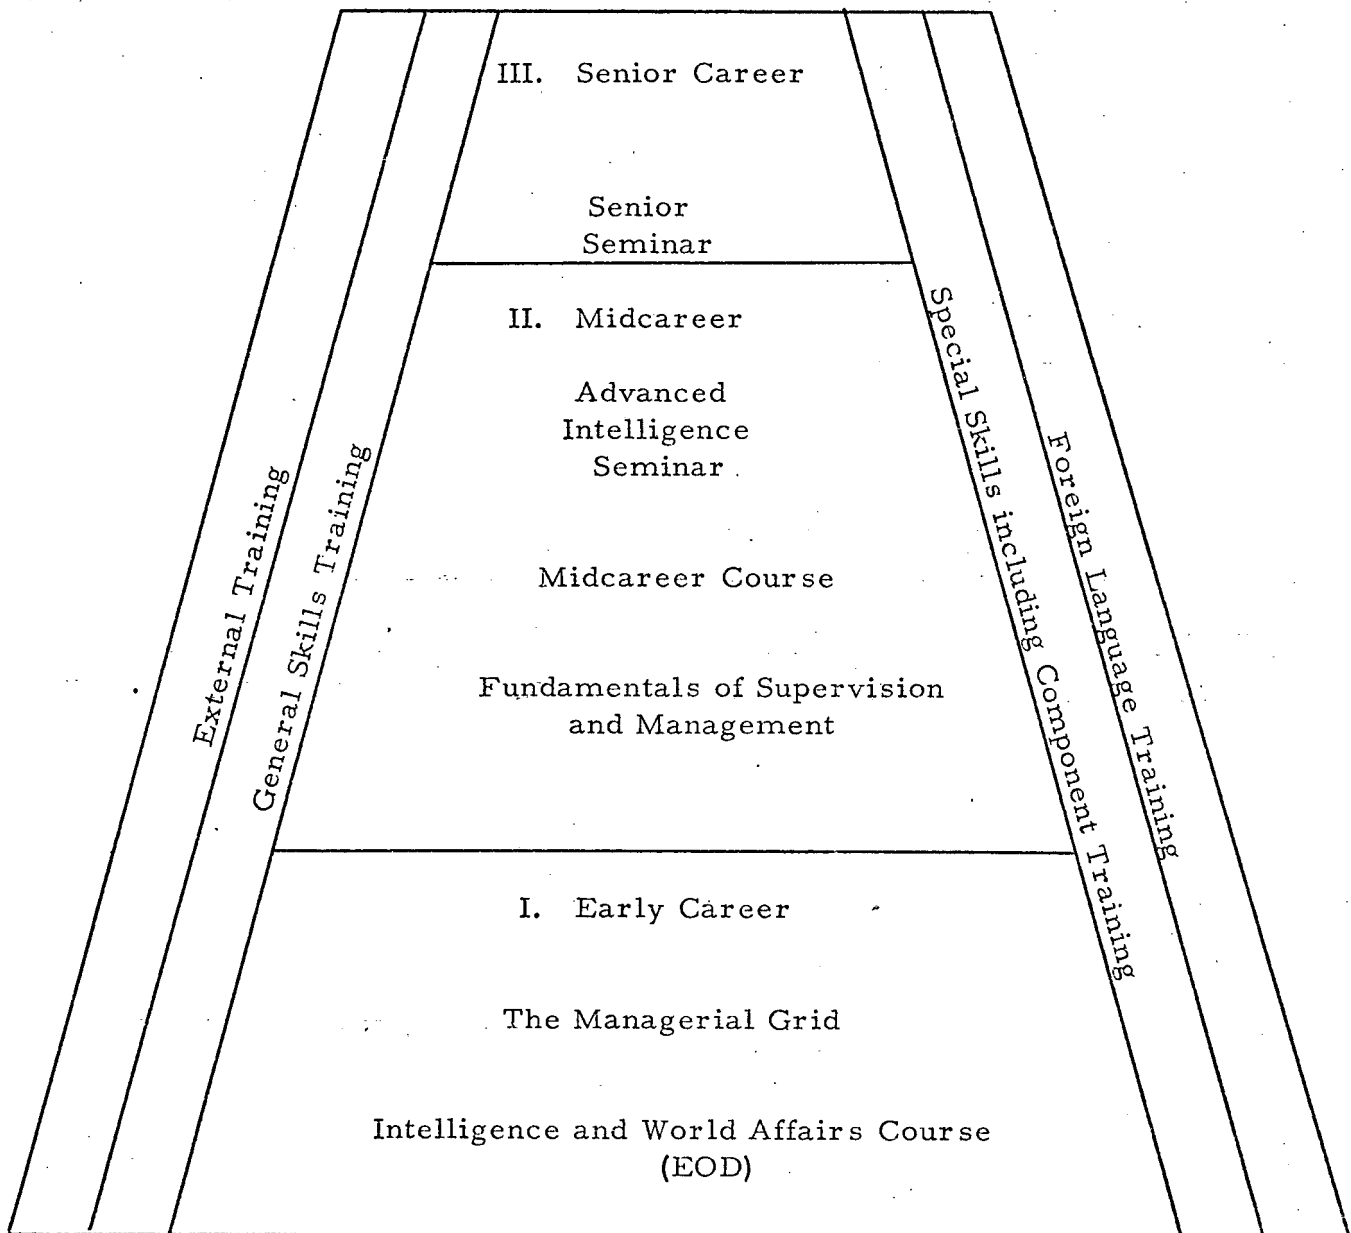 III. Senior Career
Senior
Seminar
II. Midcareer
Advanced
Intelligence
Seminar
Midcareer Course
Fundamentals of Supervision
and Management
I. Early Career
The Managerial Grid
Intelligence and World Affairs Course
(EOD)
External Training
General Skills Training
Special Skills including Component Training
Foreign Language Training